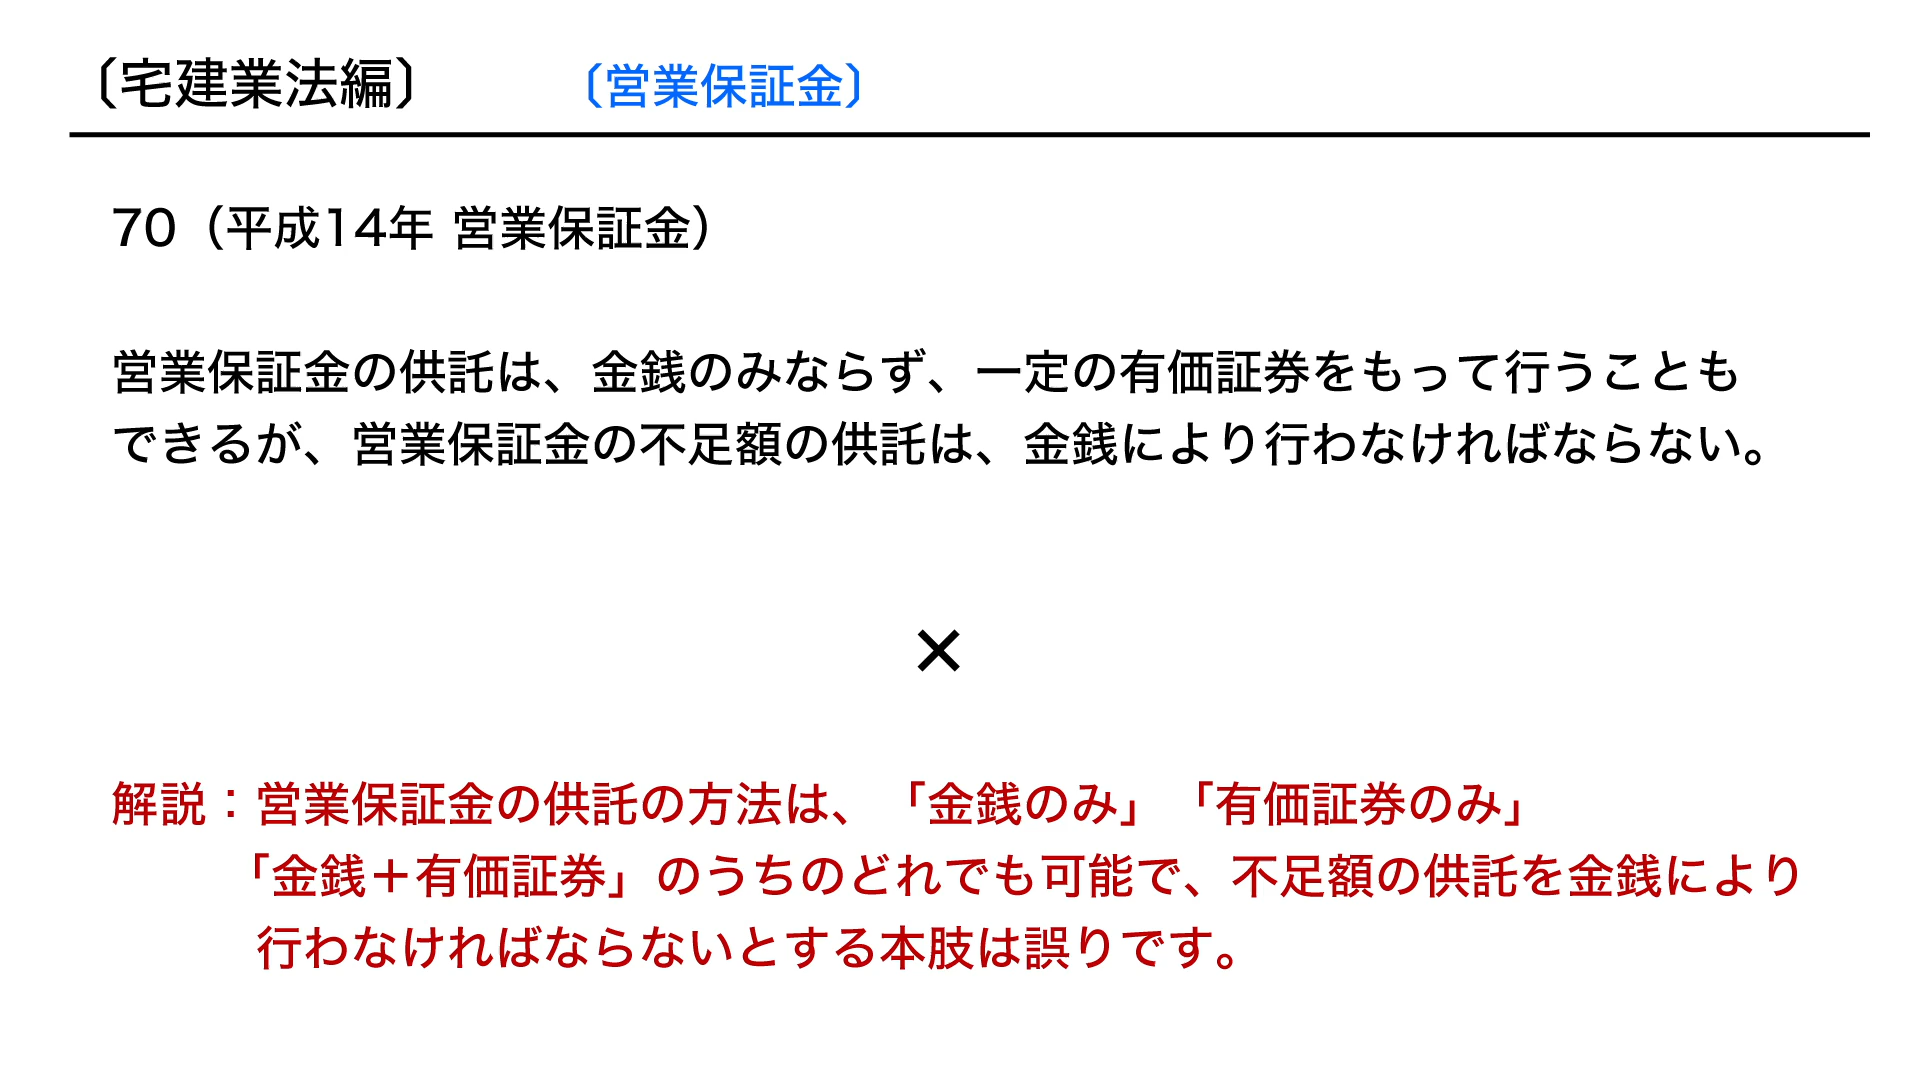 〔宅建業法編〕 〔営業保証金〕
70（平成14年 営業保証金）
営業保証金の供託は、金銭のみならず、一定の有価証券をもって行うことも
できるが、営業保証金の不足額の供託は、金銭により行わなければならない。
×
解説：営業保証金の供託の方法は、「金銭のみ」「有価証券のみ」
「金銭＋有価証券」のうちのどれでも可能で、不足額の供託を金銭により
行わなければならないとする本肢は誤りです。